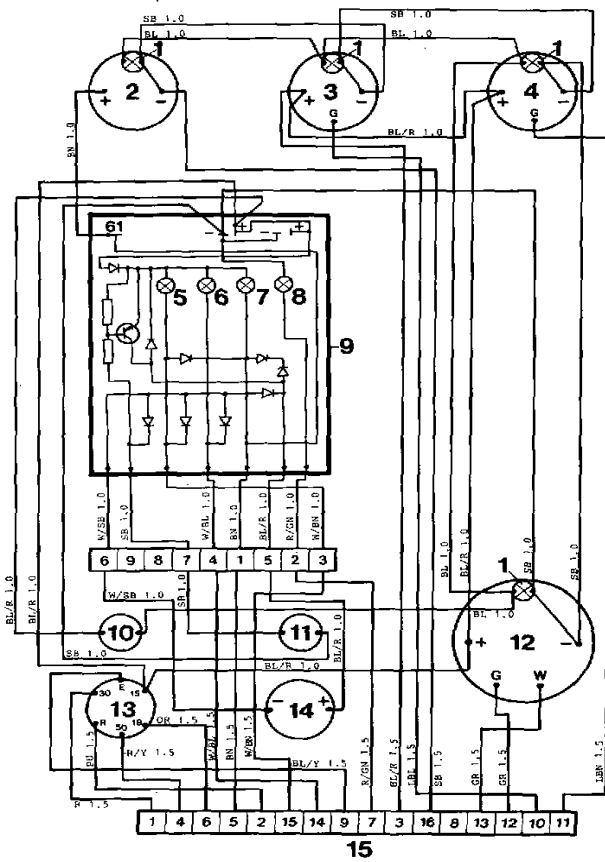 SB 1.0
SB 1.0
BL 1.0
BL 1.0
1
1
1
2
3
4
+
-
+
-
+
-
G
G
BN 1.0
BL/R 1.0
61
-
+
-
+
5
6
7
8
9
BL/R 1.0
BL/R 1.0
W/SB 1.0
SB 1.0
W/BL 1.0
BN 1.0
BL/R 1.0
R/GN 1.0
W/BN 1.0
BL 1.0
BL/R 1.0
SB 1.0
SB 1.0
6 9 8 7 4 1 5 2 3
W/SB 1.0
SB 1.0
1
BL 1.0
10
11
12
+
-
G
W
SB 1.0
BL/R 1.0
BL/R 1.0
E
30
15
13
R
50
19
-
14
+
OR 1.5
R/Y 1.5
R 1.5
W/BL 1.5
BN 1.5
W/BN 1.5
BL/Y 1.5
R/GN 1.5
BL/R 1.5
LBL 1.5
SB 1.5
GR 1.5
GR 1.5
LBN 1.5
1 4 6 5 2 15 14 9 7 3 16 8 13 12 10 11
15